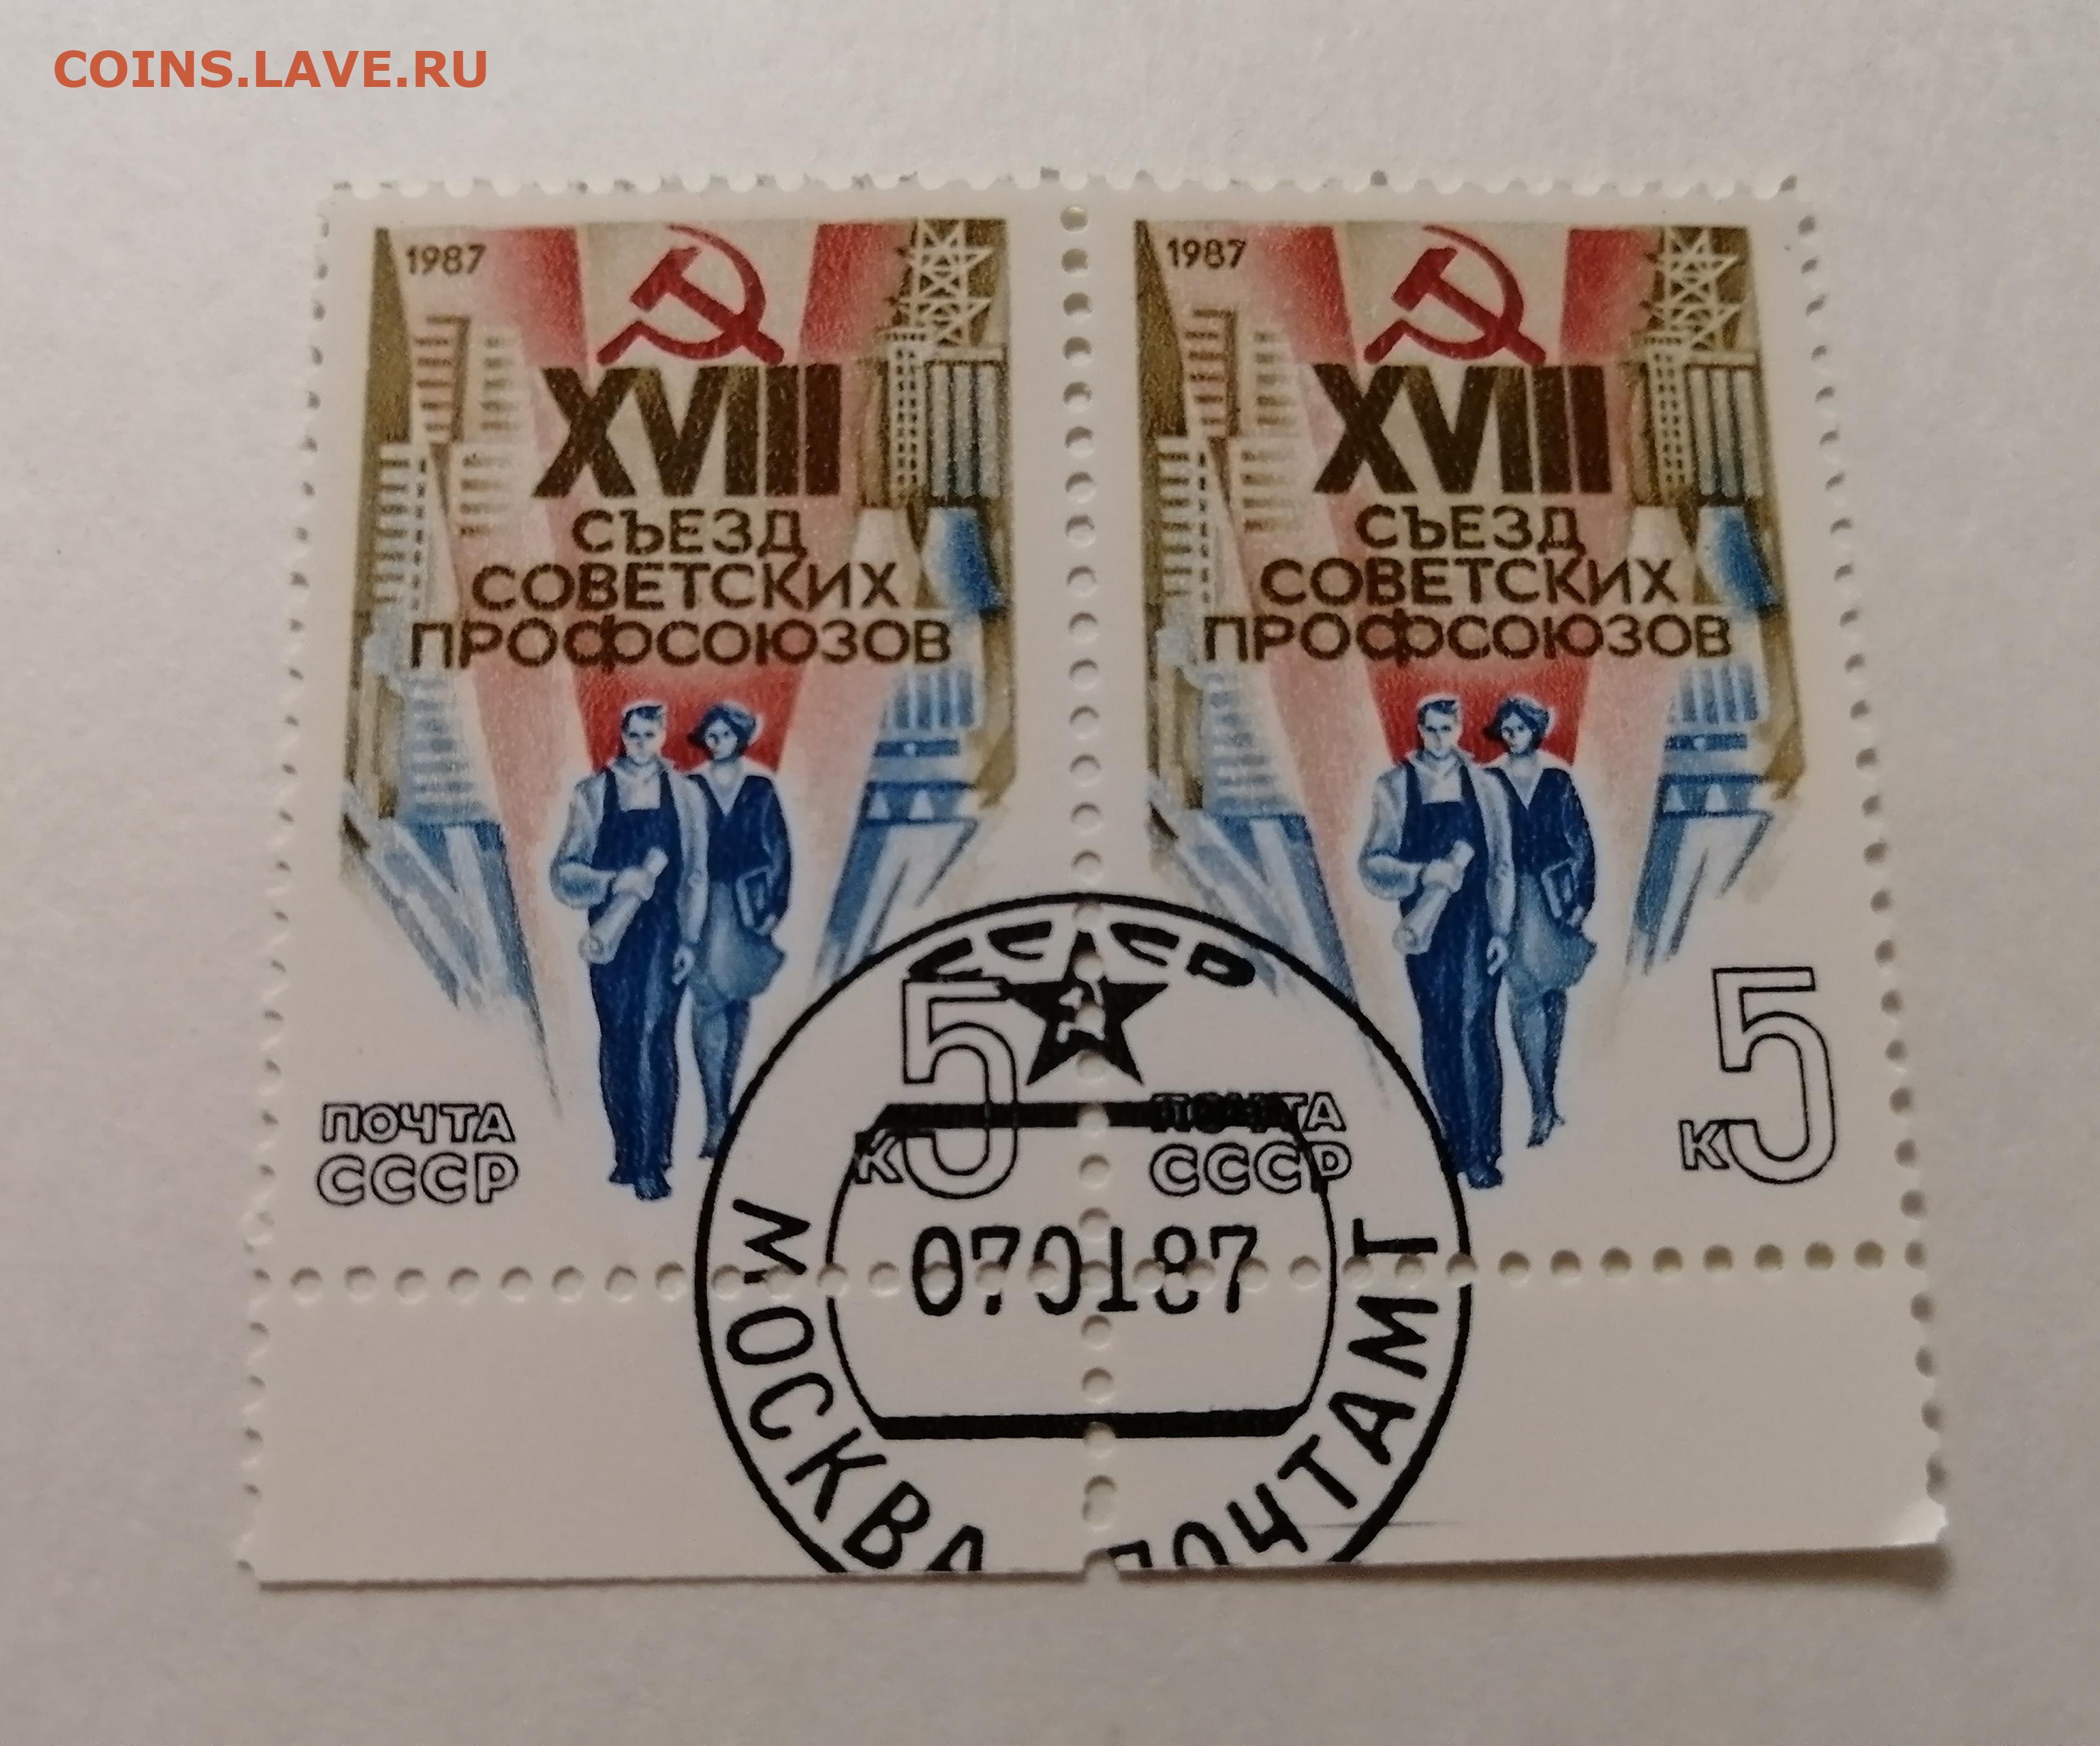 COINS.LAVE.RU
1987
XVIII
СЪЕЗД
СОВЕТСКИХ
ПРОФСОЮЗОВ
ПОЧТА
СССР
5
К
1987
XVIII
СЪЕЗД
СОВЕТСКИХ
ПРОФСОЮЗОВ
ПОЧТА
СССР
5
К
СССР
070187
МОСКВА ПОЧТАМТ